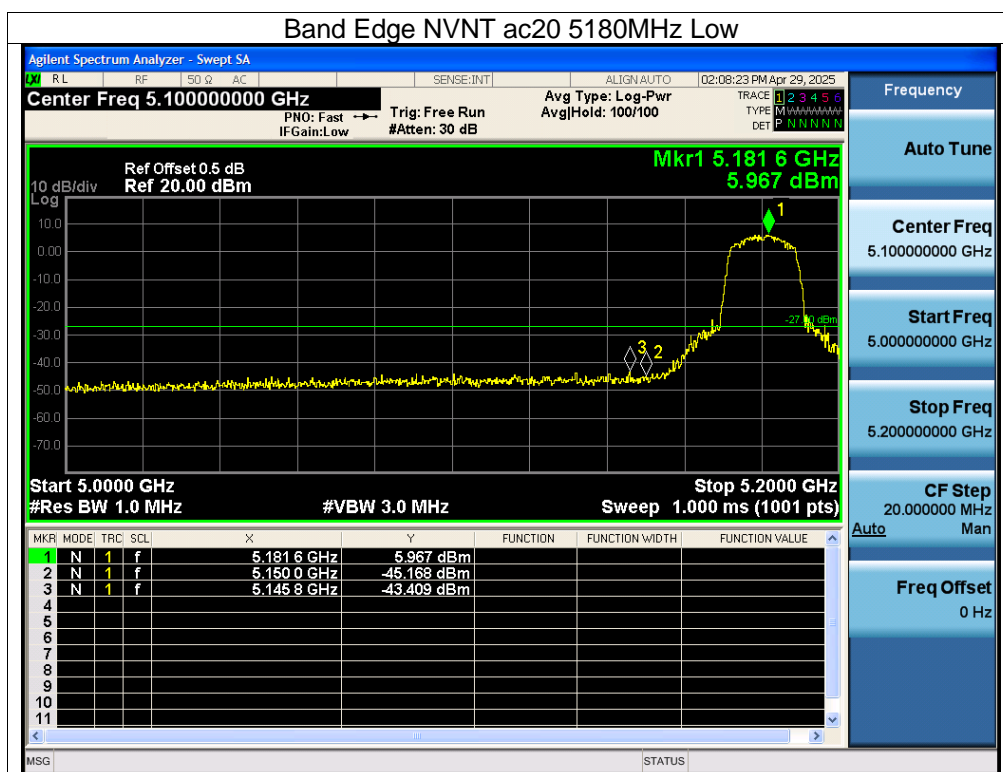 Band Edge NVNT ac20 5180MHz Low
Agilent Spectrum Analyzer - Swept SA
LXI RL RF 50 Ω AC SENSE:INT ALIGN AUTO 02:08:23 PM Apr 29, 2025
Center Freq 5.100000000 GHz
PNO: Fast
IFGain:Low
Trig: Free Run
#Atten: 30 dB
Avg Type: Log-Pwr
Avg|Hold: 100/100
TRACE 1 2 3 4 5 6
TYPE M W W W W W
DET P N N N N N
Mkr1 5.181 6 GHz
5.967 dBm
Ref Offset 0.5 dB
10 dB/div Ref 20.00 dBm
Log
10.0
0.00
-10.0
-20.0
-30.0
-40.0
-50.0
-60.0
-70.0
1
3 2
Start 5.0000 GHz Stop 5.2000 GHz
#Res BW 1.0 MHz #VBW 3.0 MHz Sweep 1.000 ms (1001 pts)
MKR MODE TRC SCL X Y FUNCTION FUNCTION WIDTH FUNCTION VALUE
1 N 1 f 5.181 6 GHz 5.967 dBm
2 N 1 f 5.150 0 GHz -45.168 dBm
3 N 1 f 5.145 8 GHz -43.409 dBm
4
5
6
7
8
9
10
11
MSG STATUS
Frequency
Auto Tune
Center Freq
5.100000000 GHz
Start Freq
5.000000000 GHz
Stop Freq
5.200000000 GHz
CF Step
20.000000 MHz
Auto Man
Freq Offset
0 Hz